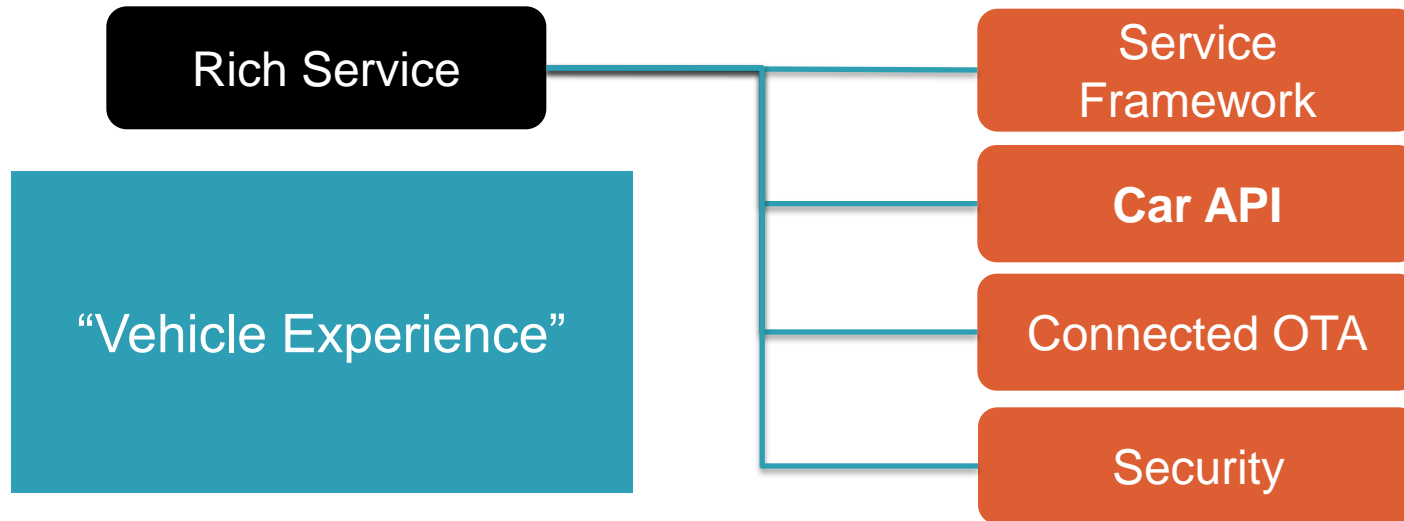 Rich Service
“Vehicle Experience”
Service
Framework
Car API
Connected OTA
Security